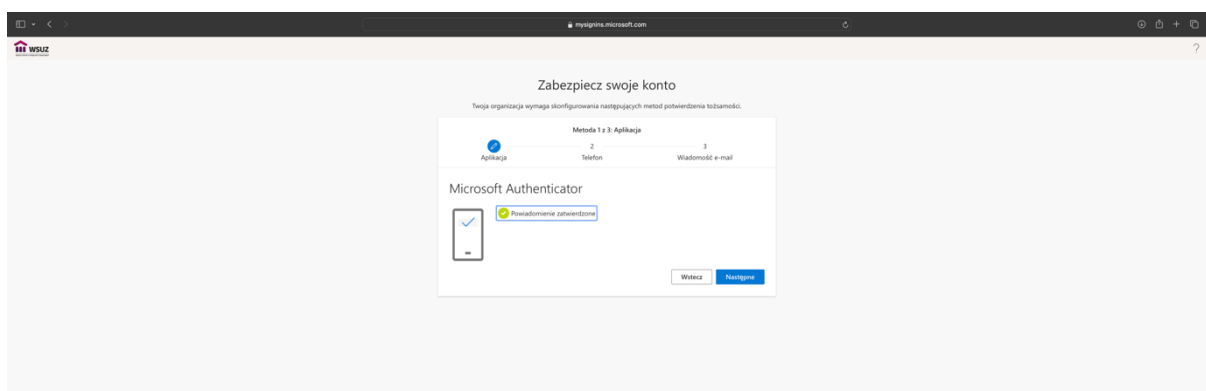 mysignins.microsoft.com
WSUZ
?
Zabezpiecz swoje konto
Twoja organizacja wymaga skonfigurowania następujących metod potwierdzenia tożsamości.
Metoda 1 z 3: Aplikacja
2
3
Aplikacja
Telefon
Wiadomość e-mail
Microsoft Authenticator
Powiadomienie zatwierdzone
Wstecz
Następne